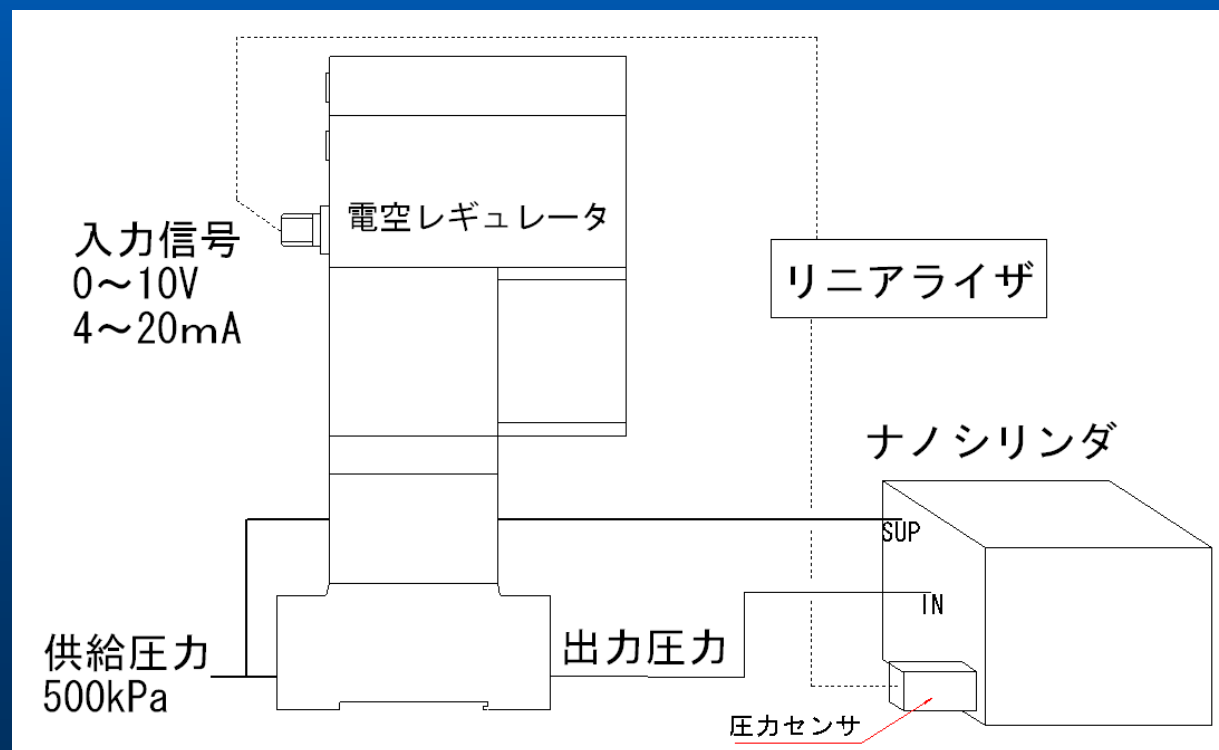 電空レギュレータ
入力信号
0～10V
4～20mA
リニアライザ
ナノシリンダ
SUP
IN
供給圧力
500kPa
出力圧力
圧力センサ